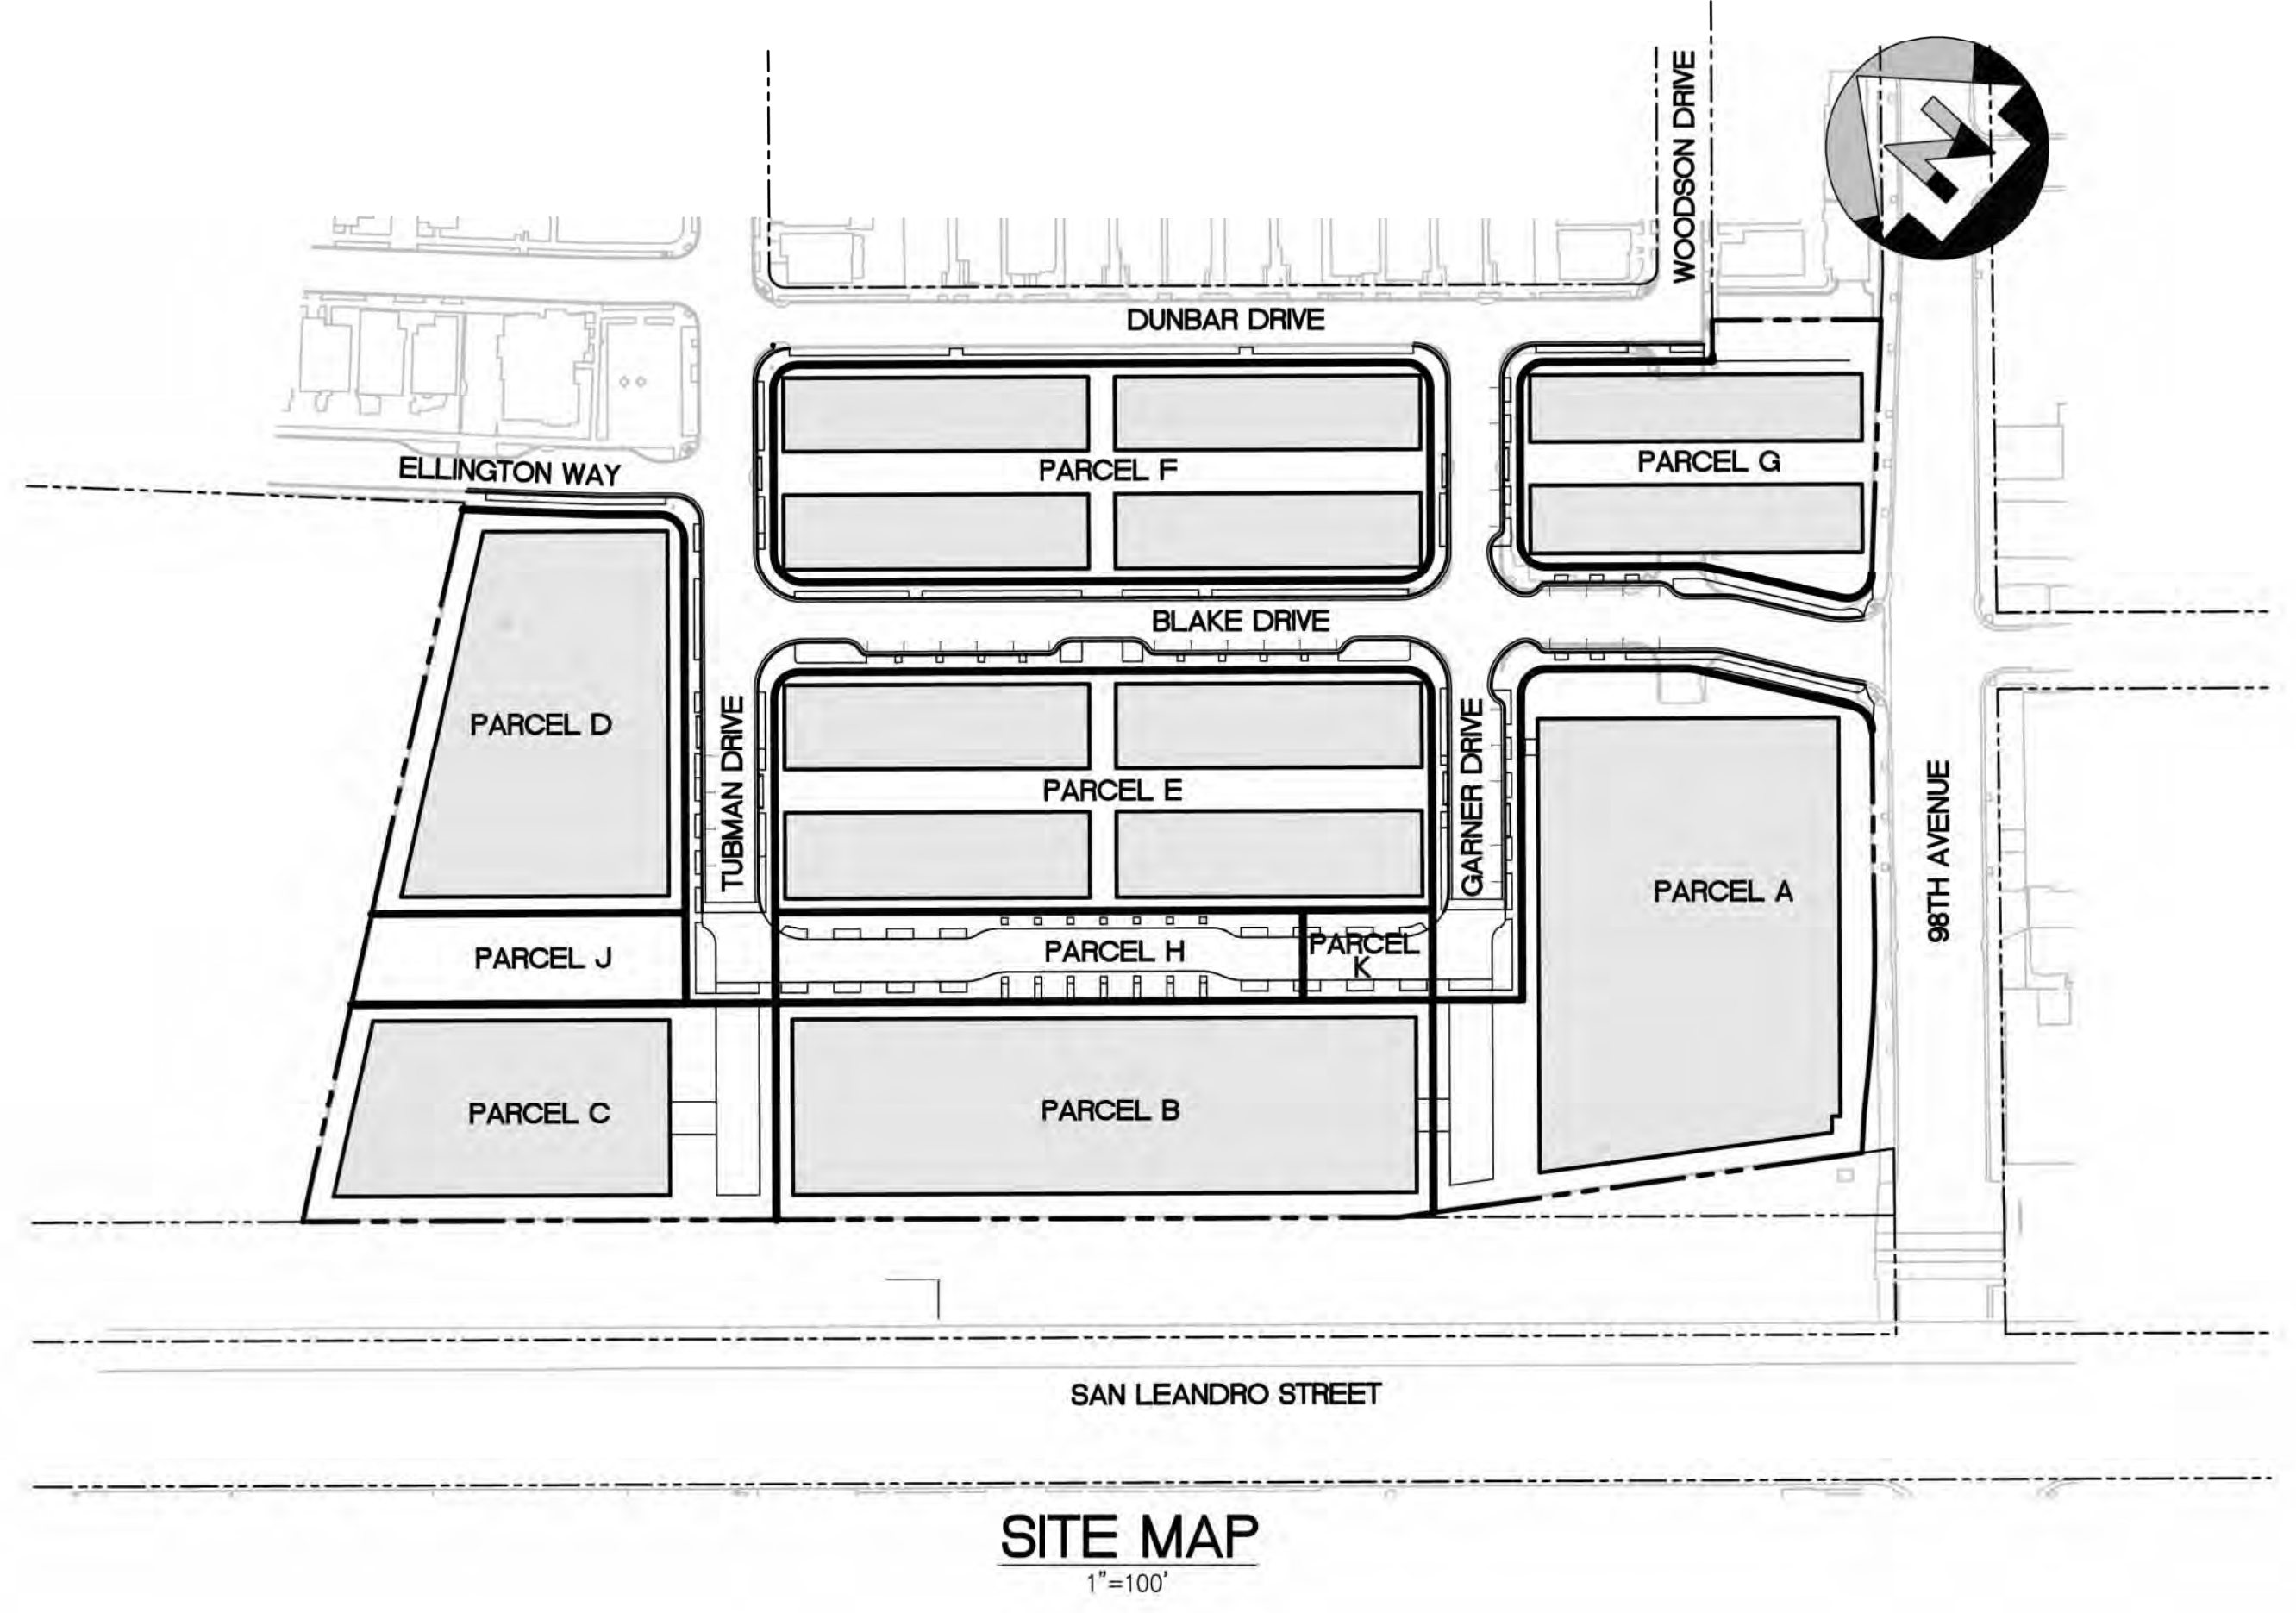 WOODSON DRIVE
N
DUNBAR DRIVE
PARCEL F
PARCEL G
ELLINGTON WAY
BLAKE DRIVE
PARCEL D
TUBMAN DRIVE
PARCEL E
GARNER DRIVE
PARCEL A
98TH AVENUE
PARCEL J
PARCEL H
PARCEL
K
PARCEL C
PARCEL B
SAN LEANDRO STREET
SITE MAP
1"=100'